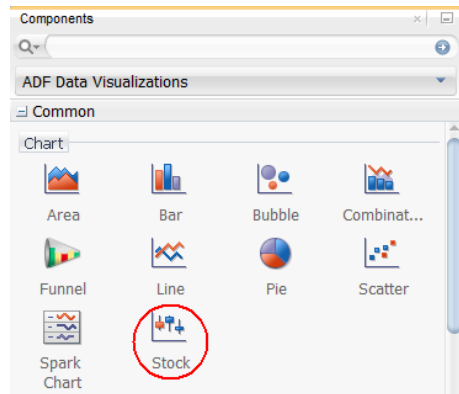 Components
ADF Data Visualizations
Common
Chart
Area Bar Bubble Combinat...
Funnel Line Pie Scatter
Spark Chart Stock